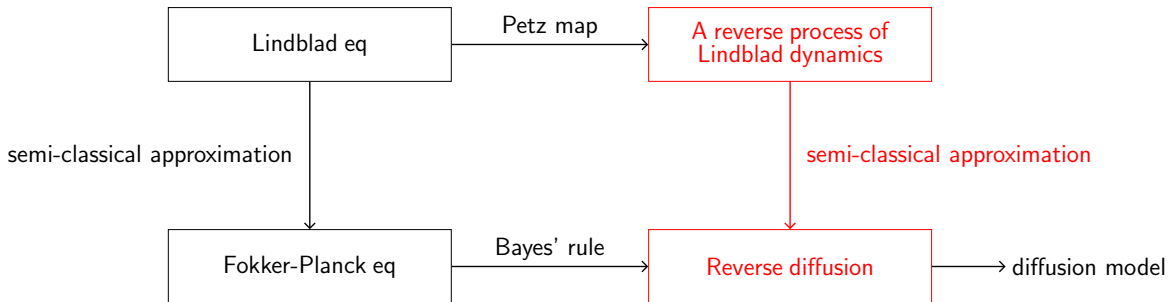 Lindblad eq
Petz map
A reverse process of
Lindblad dynamics
semi-classical approximation
semi-classical approximation
Fokker-Planck eq
Bayes' rule
Reverse diffusion
diffusion model